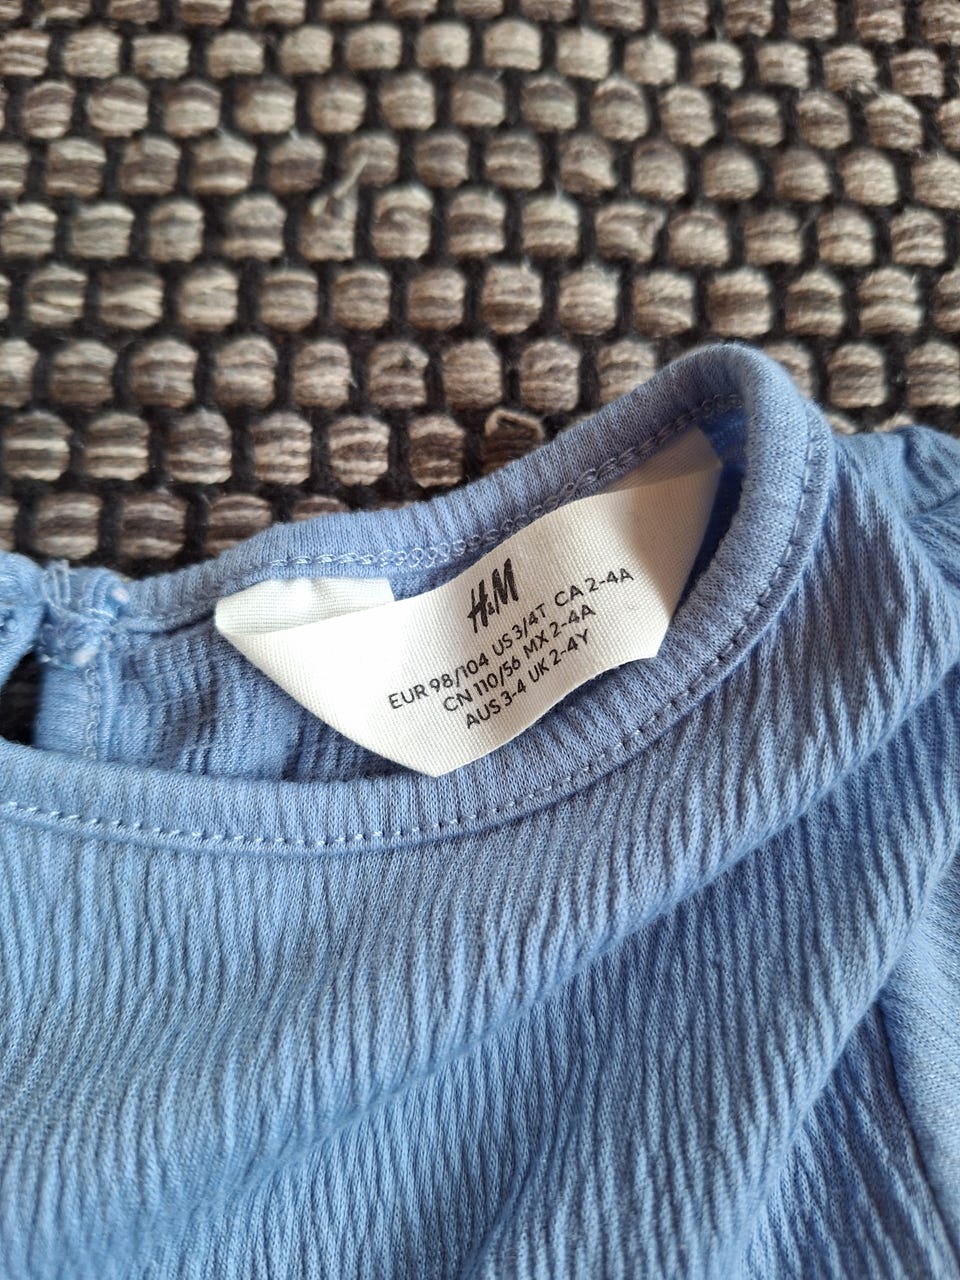 H&M
EUR 98/104 US 3/4T CA 2-4A
CN 110/56 MX 2-4A
AUS 3-4 UK 2-4Y